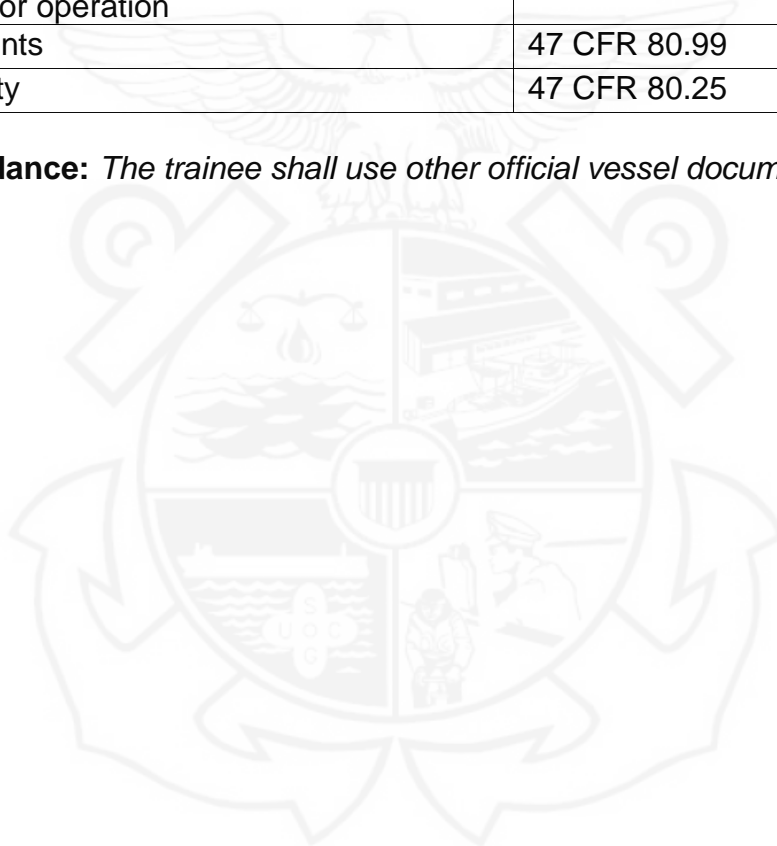 or operation
nts 47 CFR 80.99
ty 47 CFR 80.25
lance: The trainee shall use other official vessel docum
S
U O C
G